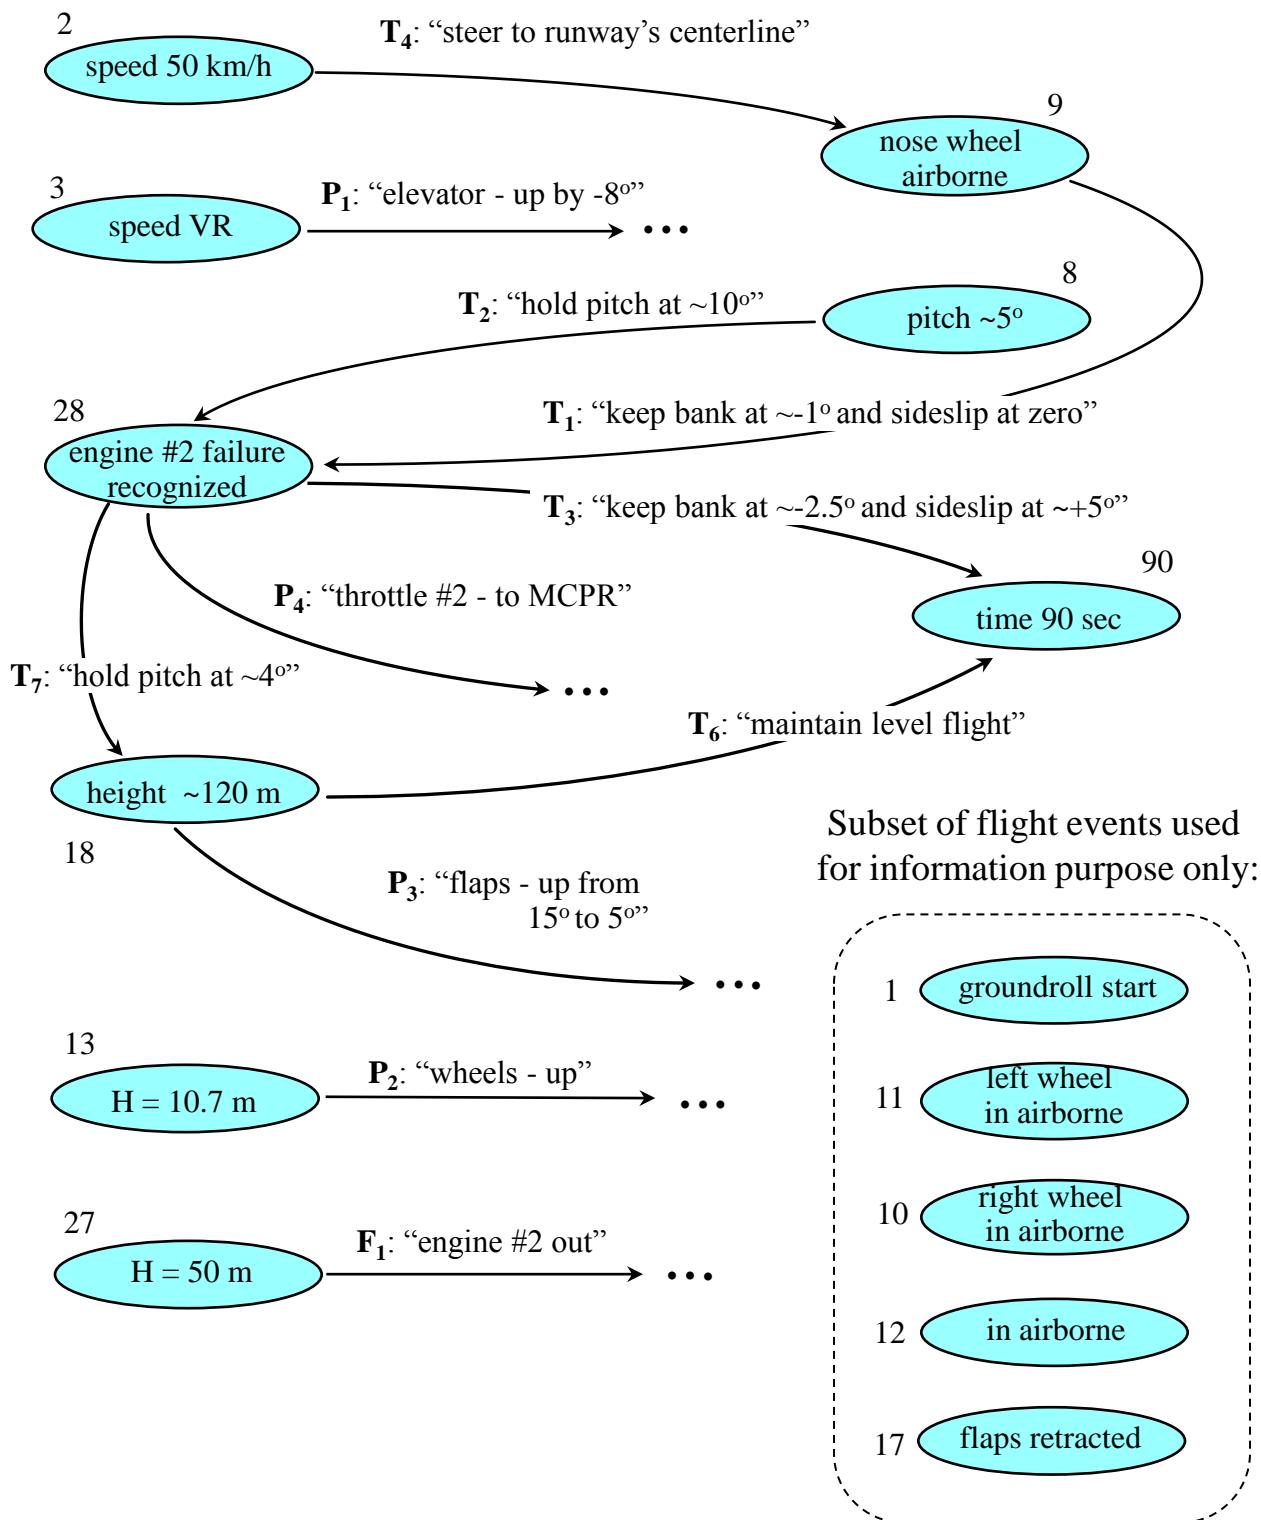 2
T₄: “steer to runway’s centerline”
speed 50 km/h
9
nose wheel
airborne
3
P₁: “elevator - up by -8º”
speed VR
...
8
T₂: “hold pitch at ~10º”
pitch ~5º
28
T₁: “keep bank at ~-1º and sideslip at zero”
engine #2 failure
recognized
T₃: “keep bank at ~-2.5º and sideslip at ~+5º”
90
P₄: “throttle #2 - to MCPR”
time 90 sec
T₇: “hold pitch at ~4º”
...
T₆: “maintain level flight”
height ~120 m
18
P₃: “flaps - up from
15º to 5º”
...
Subset of flight events used
for information purpose only:
1
groundroll start
13
P₂: “wheels - up”
H = 10.7 m
...
11
left wheel
in airborne
10
right wheel
in airborne
27
F₁: “engine #2 out”
H = 50 m
...
12
in airborne
17
flaps retracted